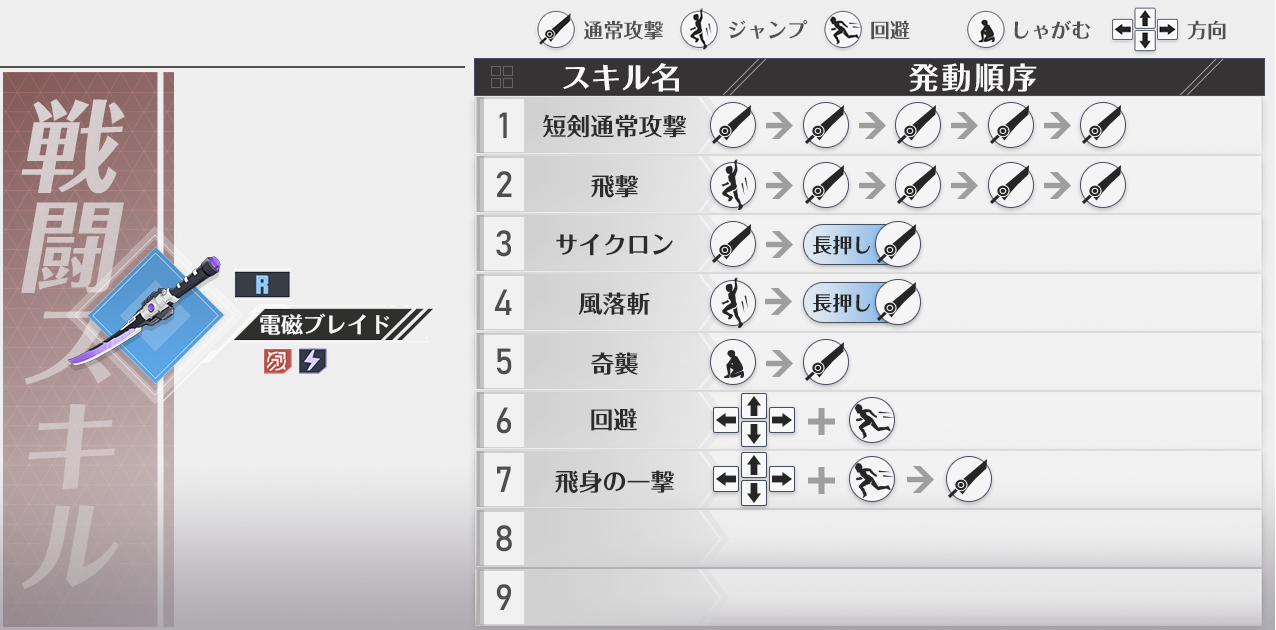 通常攻撃 ジャンプ 回避 しゃがむ 方向
戦闘スキル
R
電磁ブレイド
スキル名 発動順序
1 短剣通常攻撃
2 飛撃
3 サイクロン 長押し
4 風落斬 長押し
5 奇襲
6 回避
7 飛身の一撃
8
9